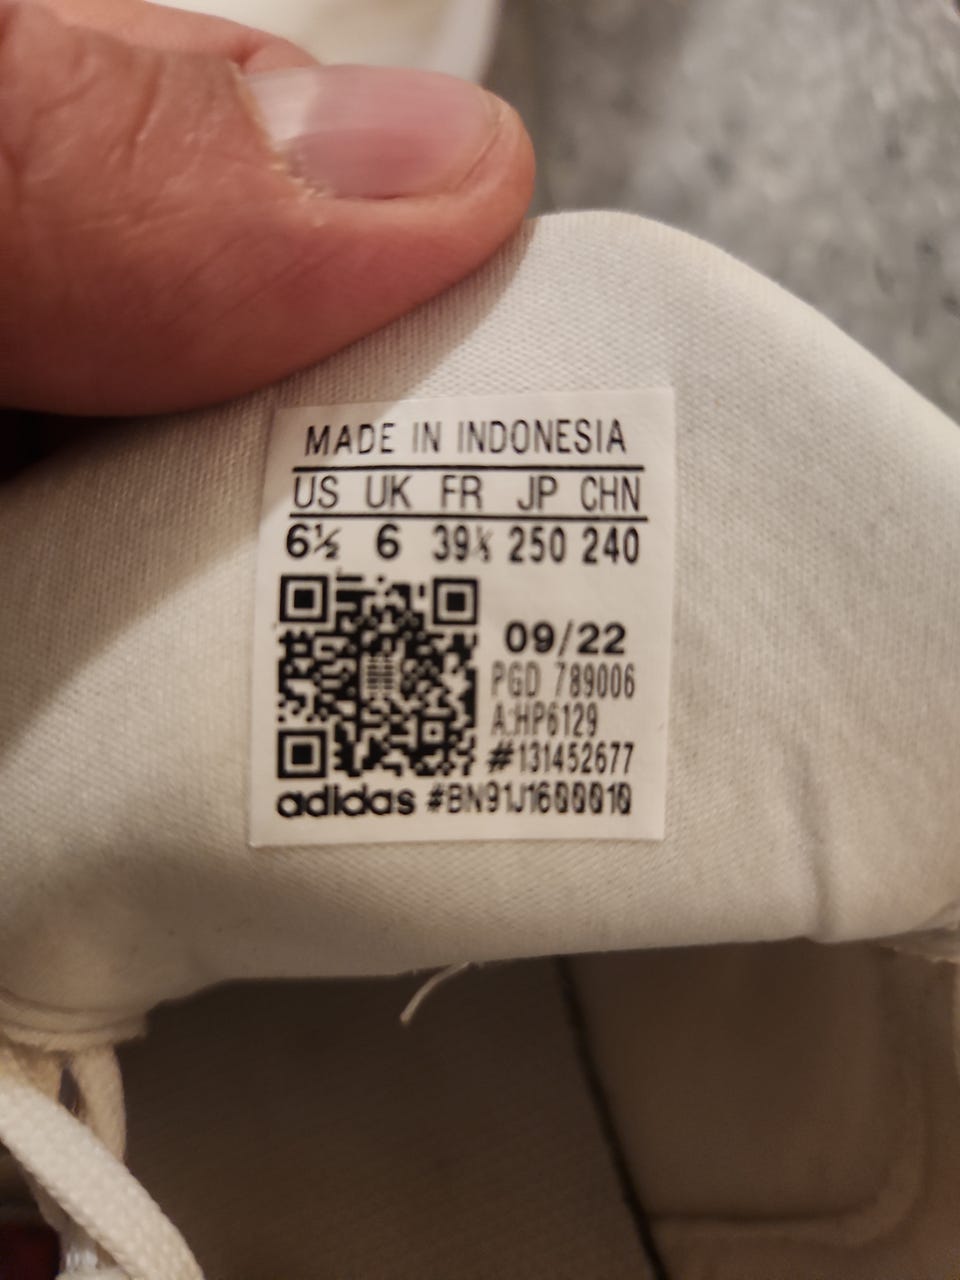 MADE IN INDONESIA
US UK FR JP CHN
6½ 6 39⅓ 250 240
09/22
PGD 789006
A:HP6129
#131452677
adidas #BN91J1600010